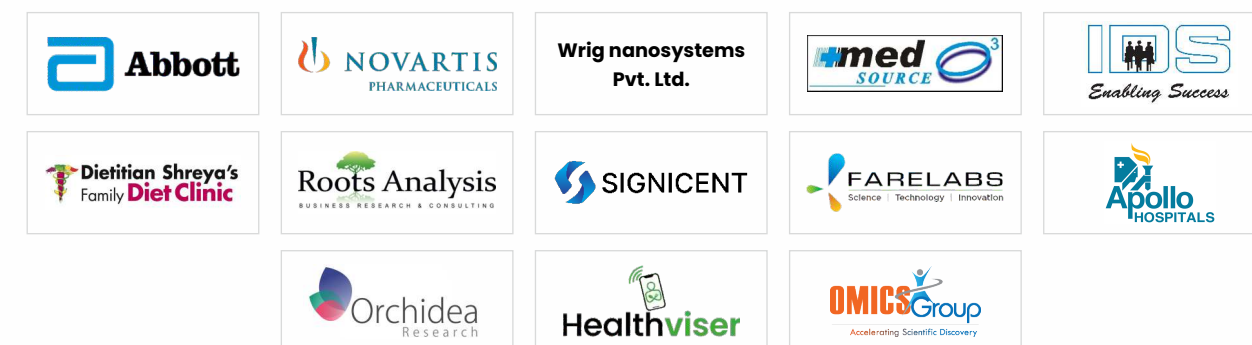 Abbott
NOVARTIS
PHARMACEUTICALS
Wrig nanosystems
Pvt. Ltd.
med
SOURCE
3
IDS
Enabling Success
Dietitian Shreya's
Family Diet Clinic
Roots Analysis
BUSINESS RESEARCH & CONSULTING
SIGNICENT
FARELABS
Science | Technology | Innovation
Apollo
HOSPITALS
Orchidea
Research
Healthviser
OMICS Group
Accelerating Scientific Discovery